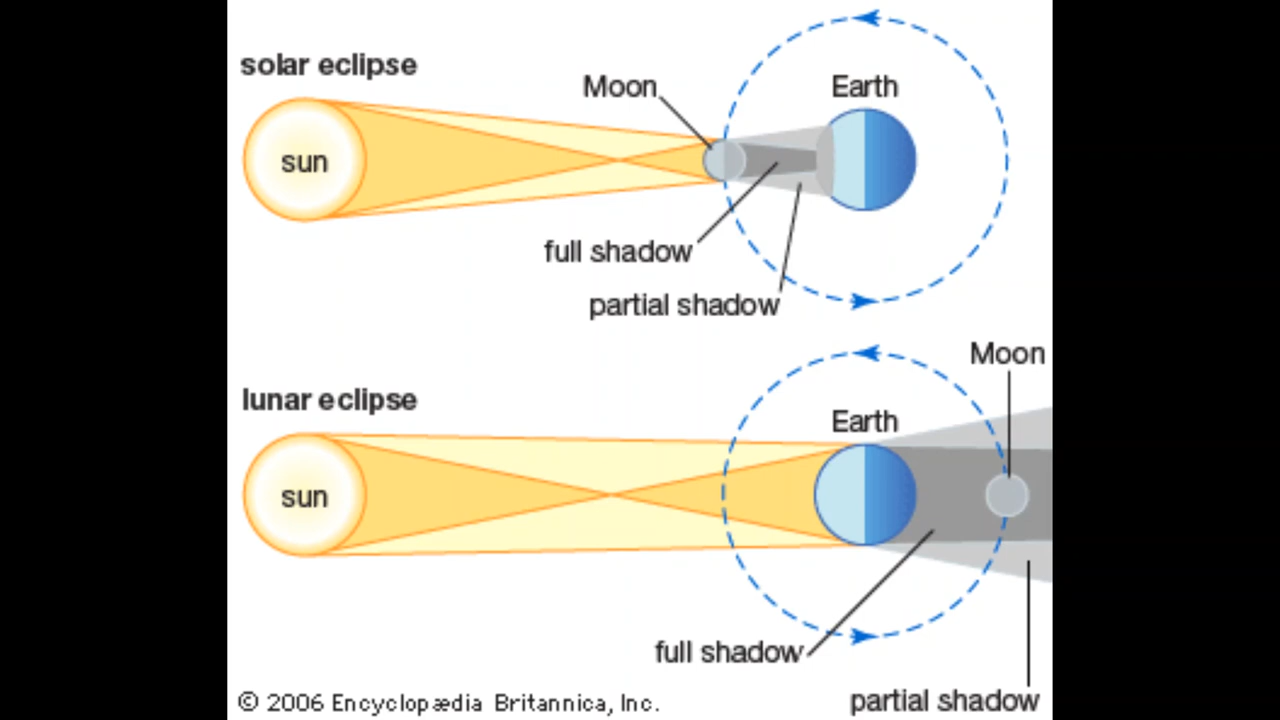 solar eclipse
Moon
Earth
sun
full shadow
partial shadow
Moon
lunar eclipse
Earth
sun
full shadow
partial shadow
© 2006 Encyclopædia Britannica, Inc.